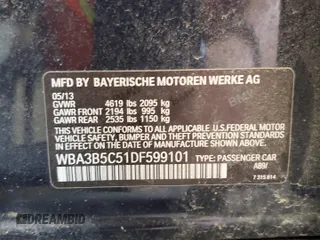 MFD BY BAYERISCHE MOTOREN WERKE AG
05/13
GVWR 4619 lbs 2095 kg
GAWR FRONT 2194 lbs 995 kg
GAWR REAR 2535 lbs 1150 kg
THIS VEHICLE CONFORMS TO ALL APPLICABLE FEDERAL
MOTOR VEHICLE SAFETY, BUMPER, AND THEFT PREVENTION
STANDARDS IN EFFECT ON THE DATE OF
MANUFACTURE SHOWN ABOVE.
WBA3B5C51DF599101 TYPE: PASSENGER CAR
A89/
7 215 814
DREAMBID